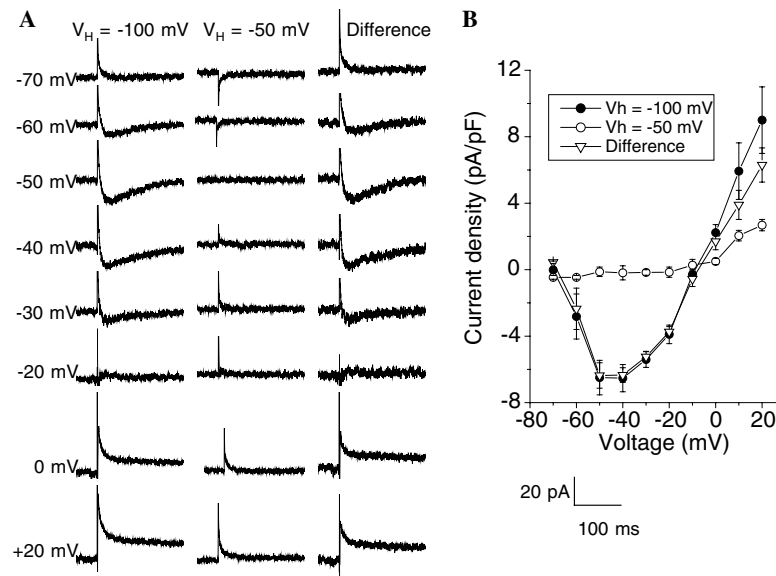 A
V_H = -100 mV
V_H = -50 mV
Difference
-70 mV
-60 mV
-50 mV
-40 mV
-30 mV
-20 mV
0 mV
+20 mV
B
Current density (pA/pF)
12
8
4
0
-4
-8
Vh = -100 mV
Vh = -50 mV
Difference
-80
-60
-40
-20
0
20
Voltage (mV)
20 pA
100 ms